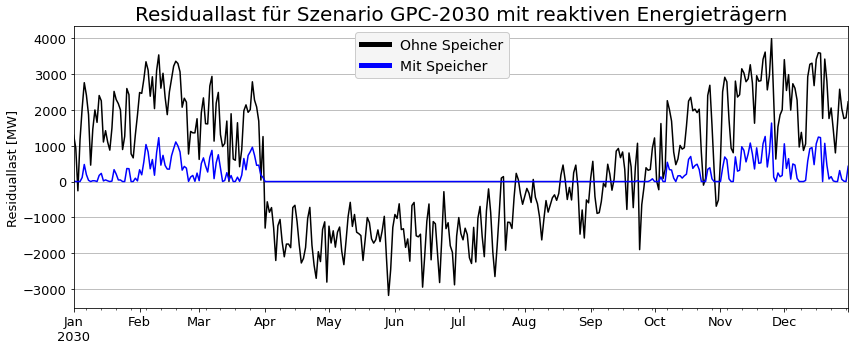 Residuallast für Szenario GPC-2030 mit reaktiven Energieträgern
Residuallast [MW]
4000
3000
2000
1000
0
−1000
−2000
−3000
Ohne Speicher
Mit Speicher
Jan Feb Mar Apr May Jun Jul Aug Sep Oct Nov Dec
2030